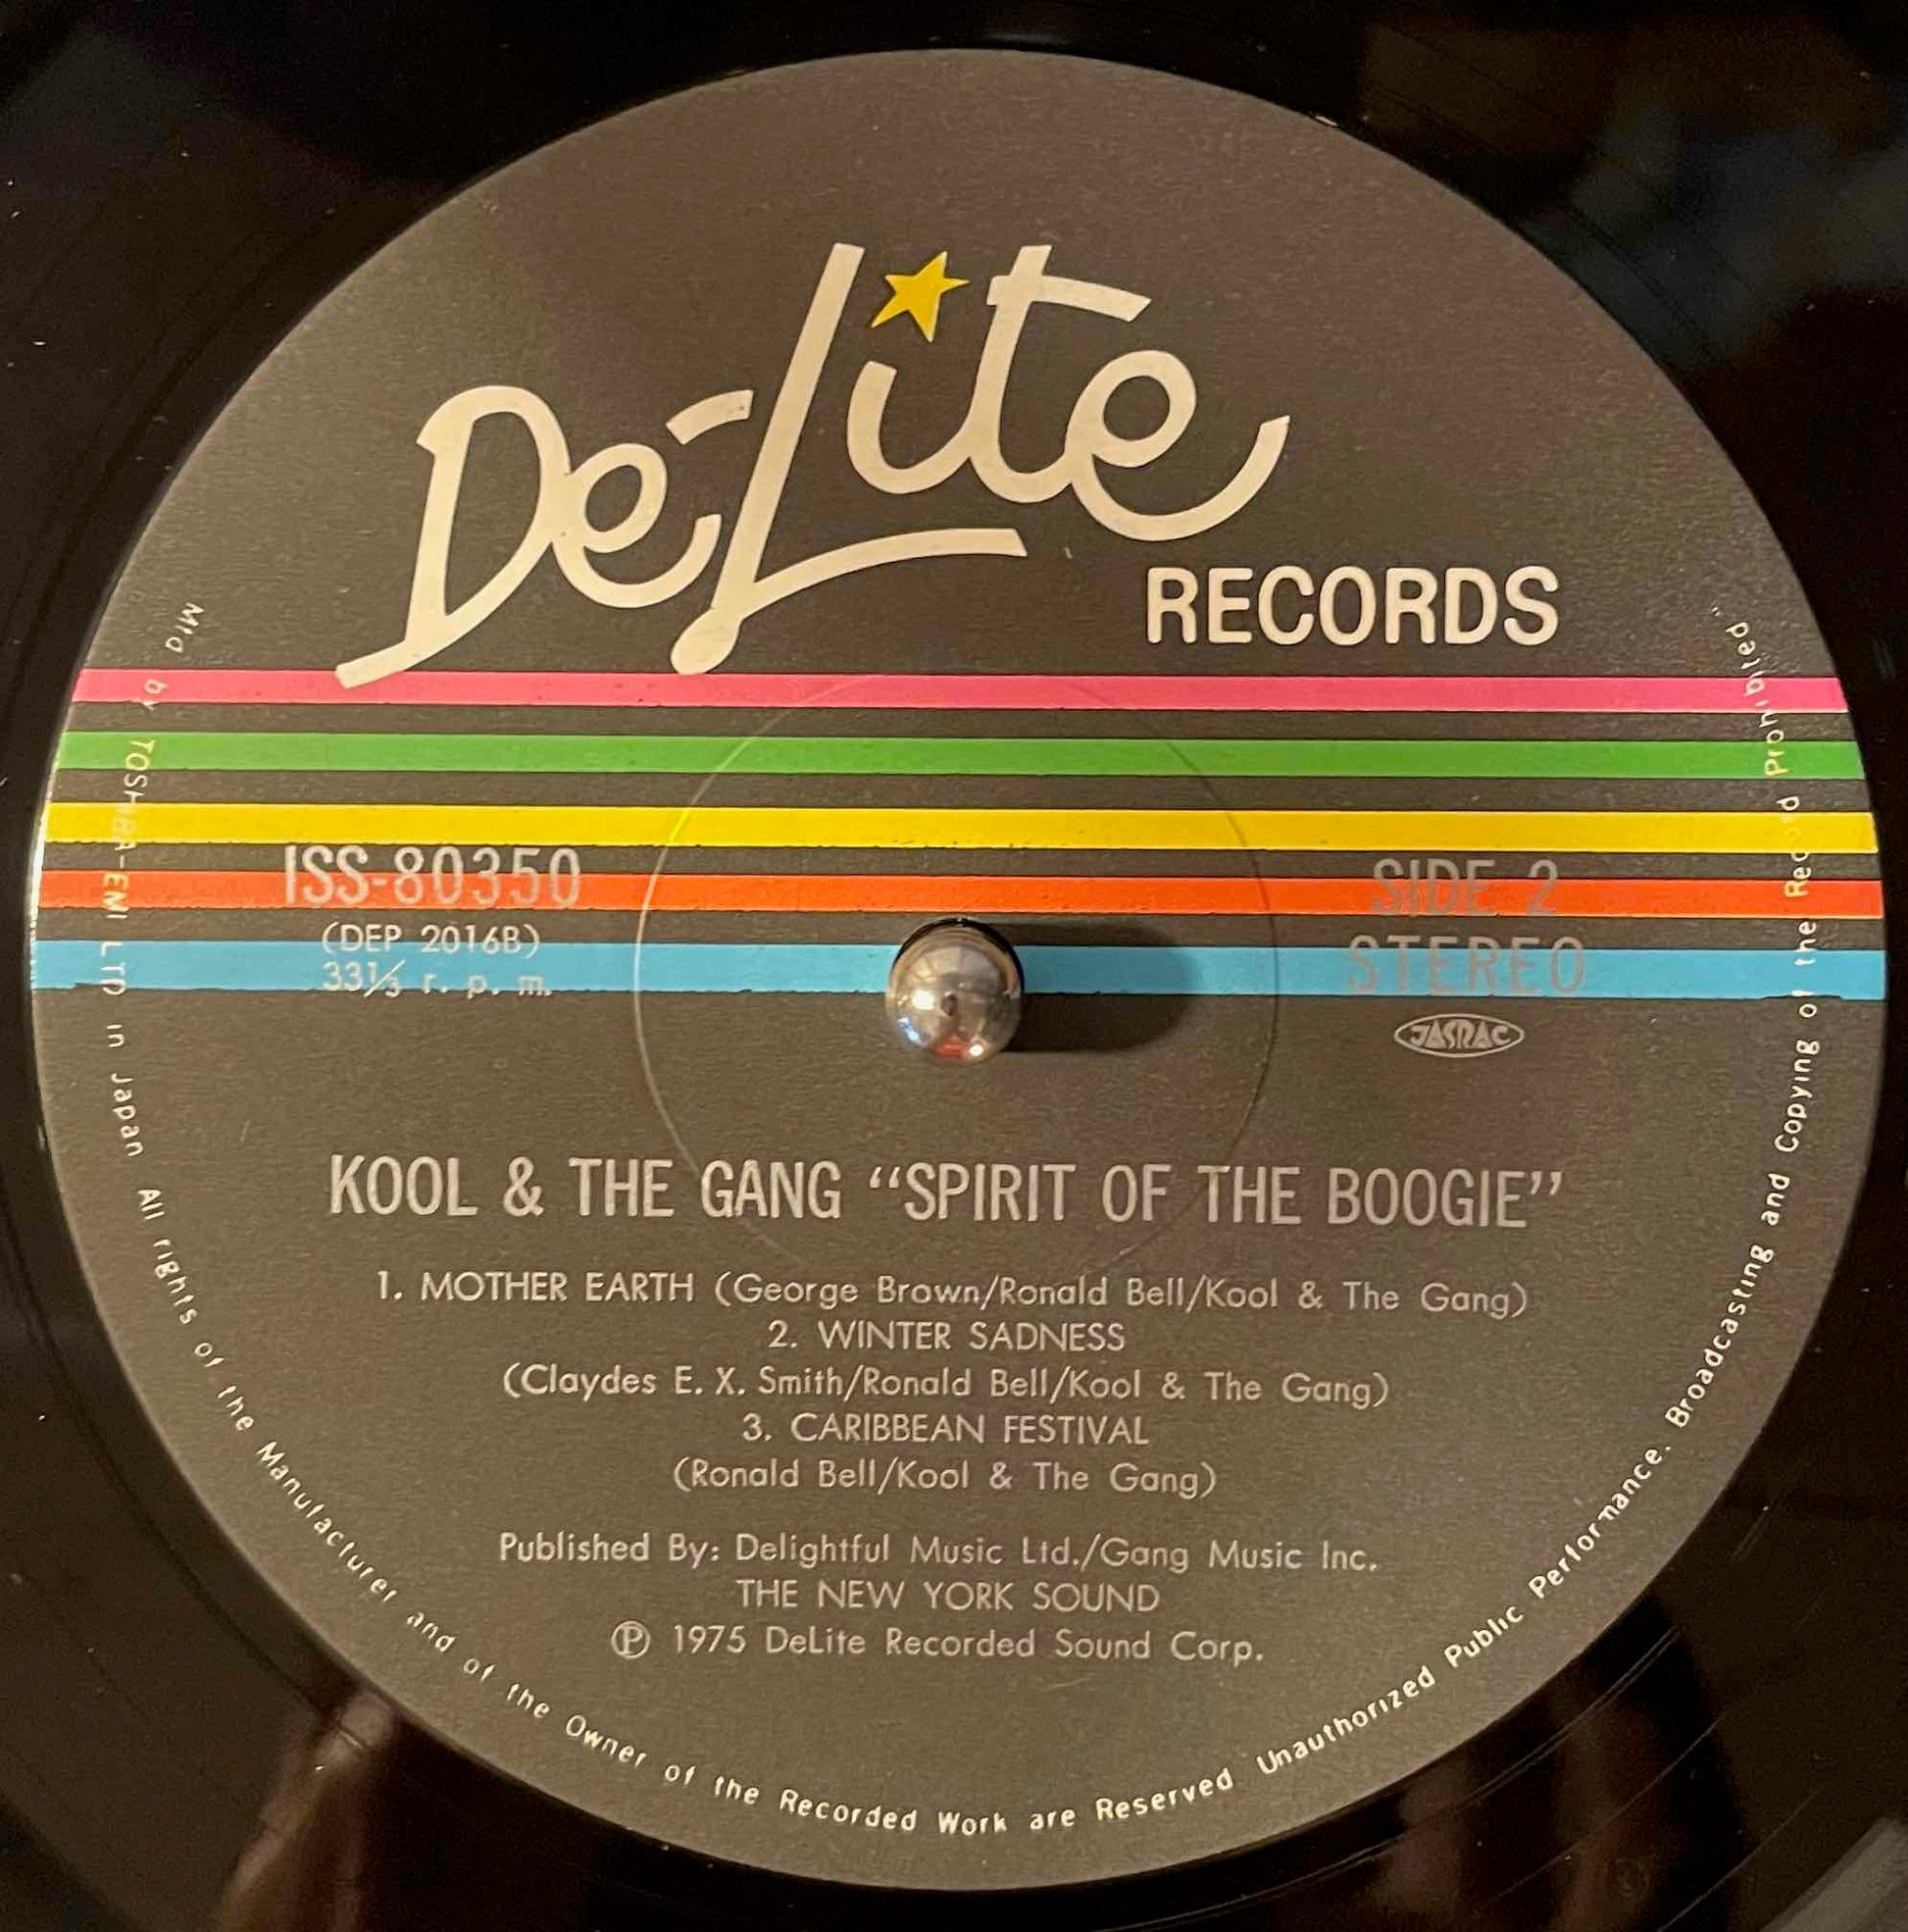 De-Lite
RECORDS
ISS-80350
(DEP 2016B)
33⅓ r. p. m.
SIDE 2
STEREO
JASRAC
KOOL & THE GANG “SPIRIT OF THE BOOGIE”
1. MOTHER EARTH (George Brown/Ronald Bell/Kool & The Gang)
2. WINTER SADNESS
(Claydes E. X. Smith/Ronald Bell/Kool & The Gang)
3. CARIBBEAN FESTIVAL
(Ronald Bell/Kool & The Gang)
Published By: Delightful Music Ltd./Gang Music Inc.
THE NEW YORK SOUND
℗ 1975 DeLite Recorded Sound Corp.
Mfd by TOSHIBA-EMI LTD in Japan All rights of the Manufacturer and of the Owner of the Recorded Work are Reserved Unauthorized Public Performance. Broadcasting and Copying of the Record Prohibited.